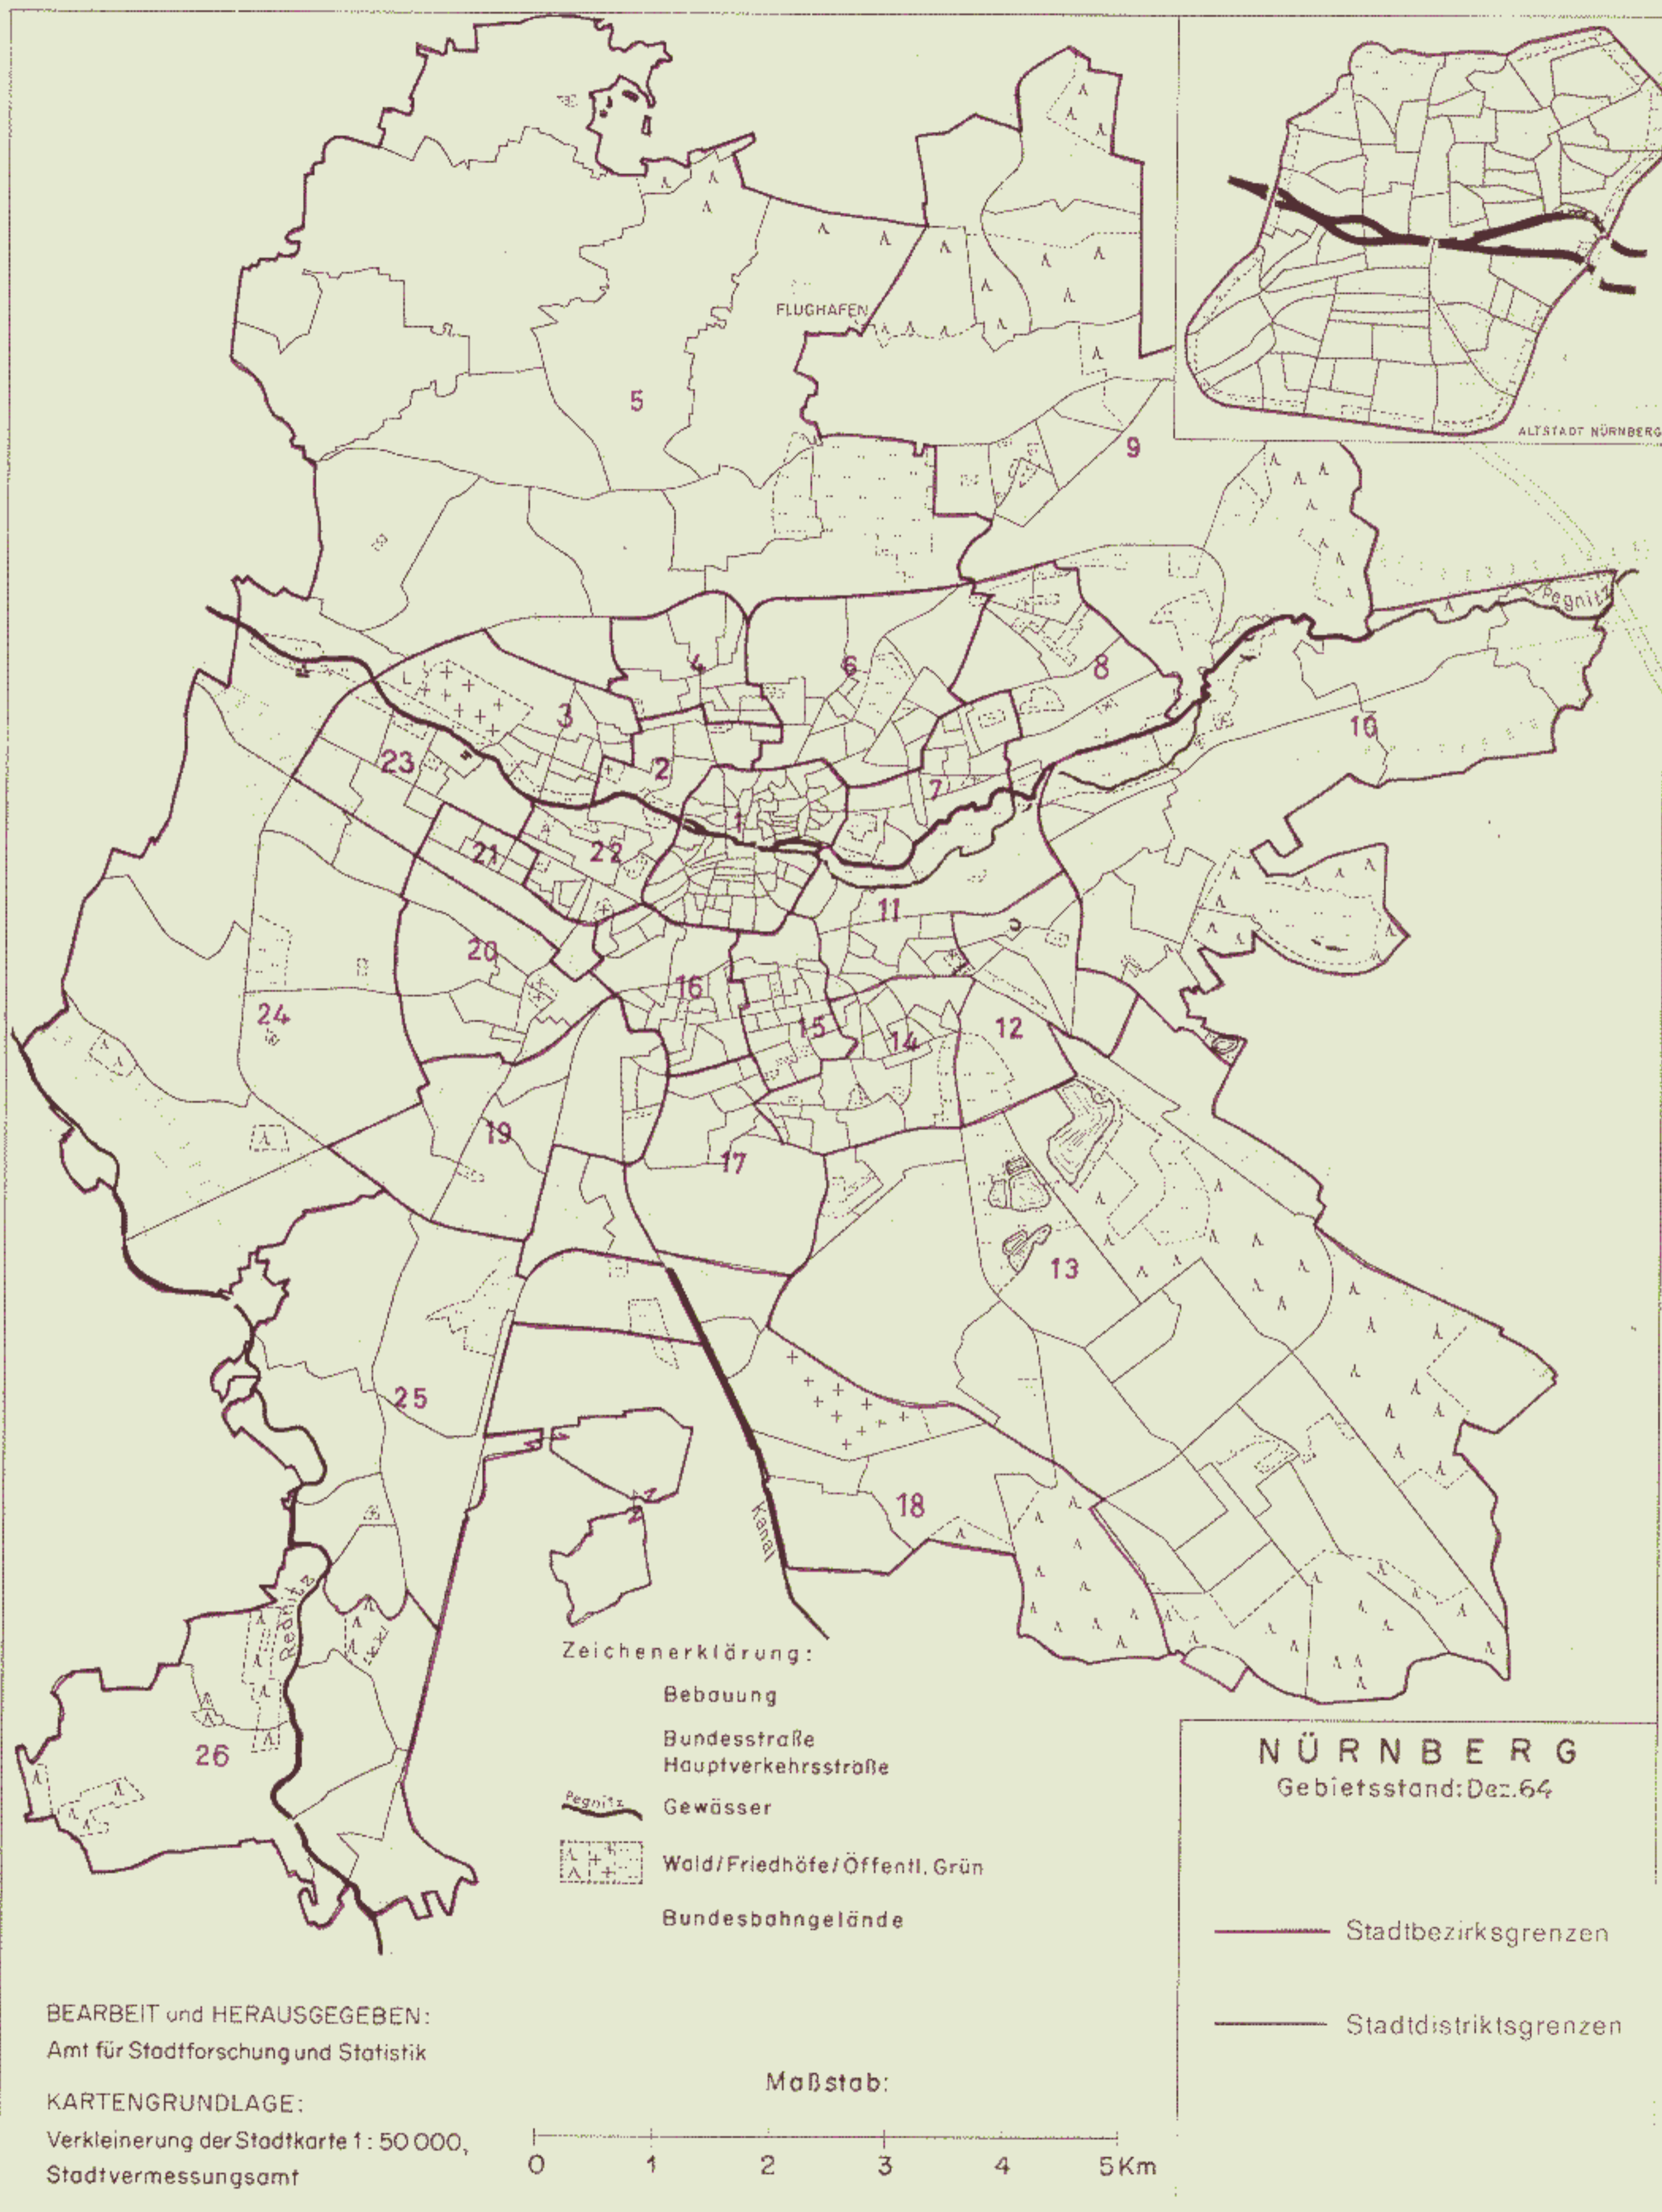 FLUGHAFEN
ALTSTADT NÜRNBERG
5
9
Pegnitz
4
6
8
3
10
23
2
7
1
21
22
11
20
16
24
15
14
12
19
17
13
25
18
Kanal
Rednitz
26
Zeichenerklärung:
Bebauung
Bundesstraße
Hauptverkehrsstraße
Pegnitz
Gewässer
Wald/Friedhöfe/Öffentl. Grün
Bundesbahngelände
NÜRNBERG
Gebietsstand: Dez. 64
Stadtbezirksgrenzen
Stadtdistriktsgrenzen
BEARBEIT und HERAUSGEGEBEN:
Amt für Stadtforschung und Statistik
KARTENGRUNDLAGE:
Verkleinerung der Stadtkarte 1:50 000,
Stadtvermessungsamt
Maßstab:
0 1 2 3 4 5 Km